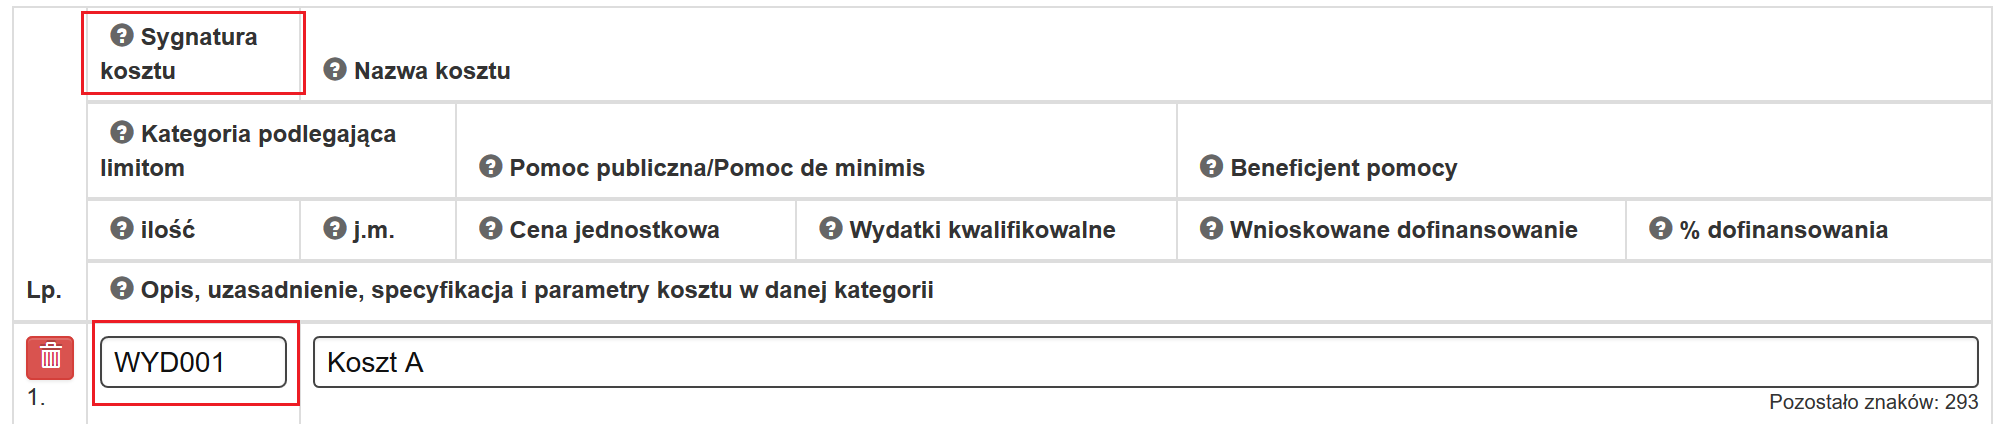 Sygnatura
kosztu
Nazwa kosztu
Kategoria podlegająca
limitom
Pomoc publiczna/Pomoc de minimis
Beneficjent pomocy
ilość
j.m.
Cena jednostkowa
Wydatki kwalifikowalne
Wnioskowane dofinansowanie
% dofinansowania
Lp.
Opis, uzasadnienie, specyfikacja i parametry kosztu w danej kategorii
WYD001
Koszt A
1.
Pozostało znaków: 293